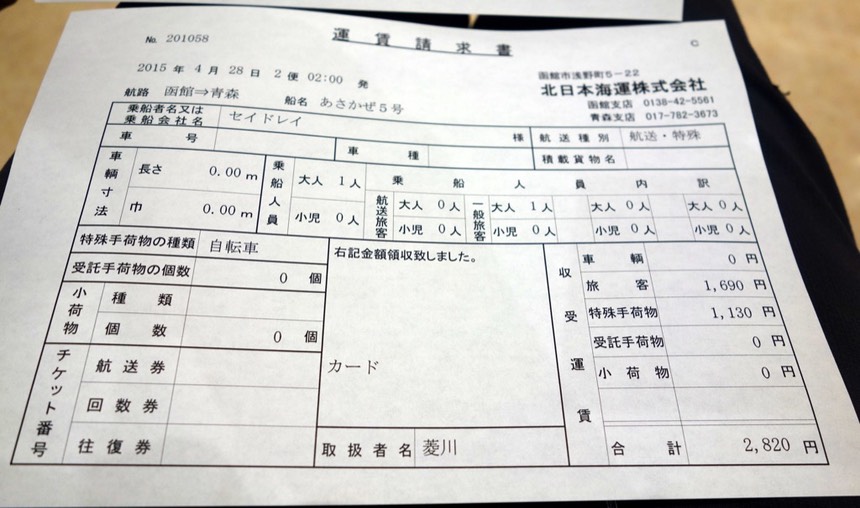 運賃請求書
No. 201058
C
2015 年 4 月 28 日 2 便 02:00 発
函館市浅野町5-22
北日本海運株式会社
函館支店 0138-42-5561
青森支店 017-782-3673
航路 函館⇒青森 船名 あさかぜ5号
乗船者名又は
乗船会社名 セイドレイ 様 航送種別 航送・特殊
車号 車種 積載貨物名
車輌寸法 長さ 0.00 m
巾 0.00 m
乗船人員 大人 1 人
小児 0 人
乗船人員内訳
航送旅客 大人 0 人
小児 0 人
一般旅客 大人 1 人 大人 0 人 大人 0 人
小児 0 人 小児 0 人 小児 0 人
特殊手荷物の種類 自転車
受託手荷物の個数 0 個
小荷物 種類
個数 0 個
チケット番号 航送券
回数券
往復券
右記金額領収致しました。
カード
取扱者名 菱川
収受運賃
車輌 0 円
旅客 1,690 円
特殊手荷物 1,130 円
受託手荷物 0 円
小荷物 0 円
合計 2,820 円